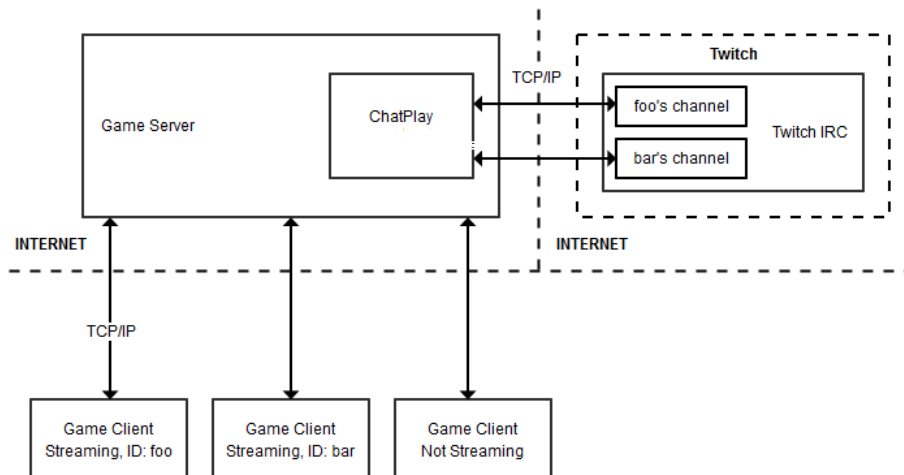 Twitch
TCP/IP
ChatPlay
Game Server
foo's channel
Twitch IRC
bar's channel
INTERNET
INTERNET
TCP/IP
Game Client
Streaming, ID: foo
Game Client
Streaming, ID: bar
Game Client
Not Streaming